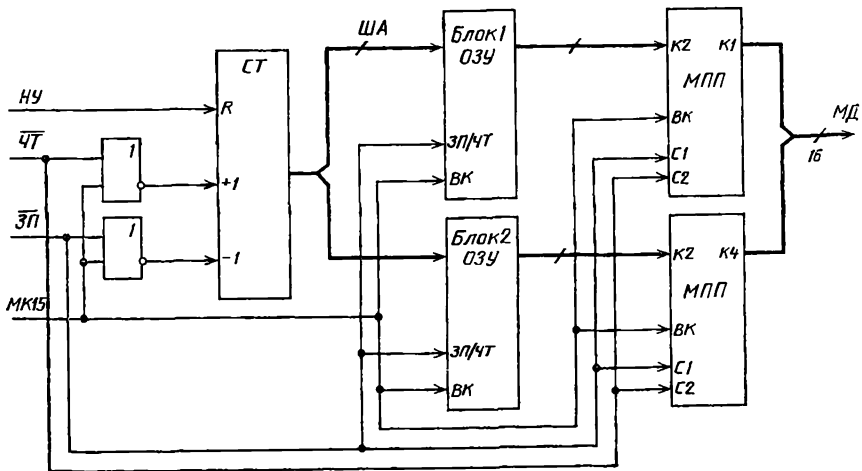 НУ
ЧТ
ЗП
МК15
1
1
СТ
R
+1
-1
ША
Блок1
ОЗУ
ЗП/ЧТ
ВК
Блок2
ОЗУ
ЗП/ЧТ
ВК
К2 К1
МПП
ВК
С1
С2
К2 К4
МПП
ВК
С1
С2
МД
16